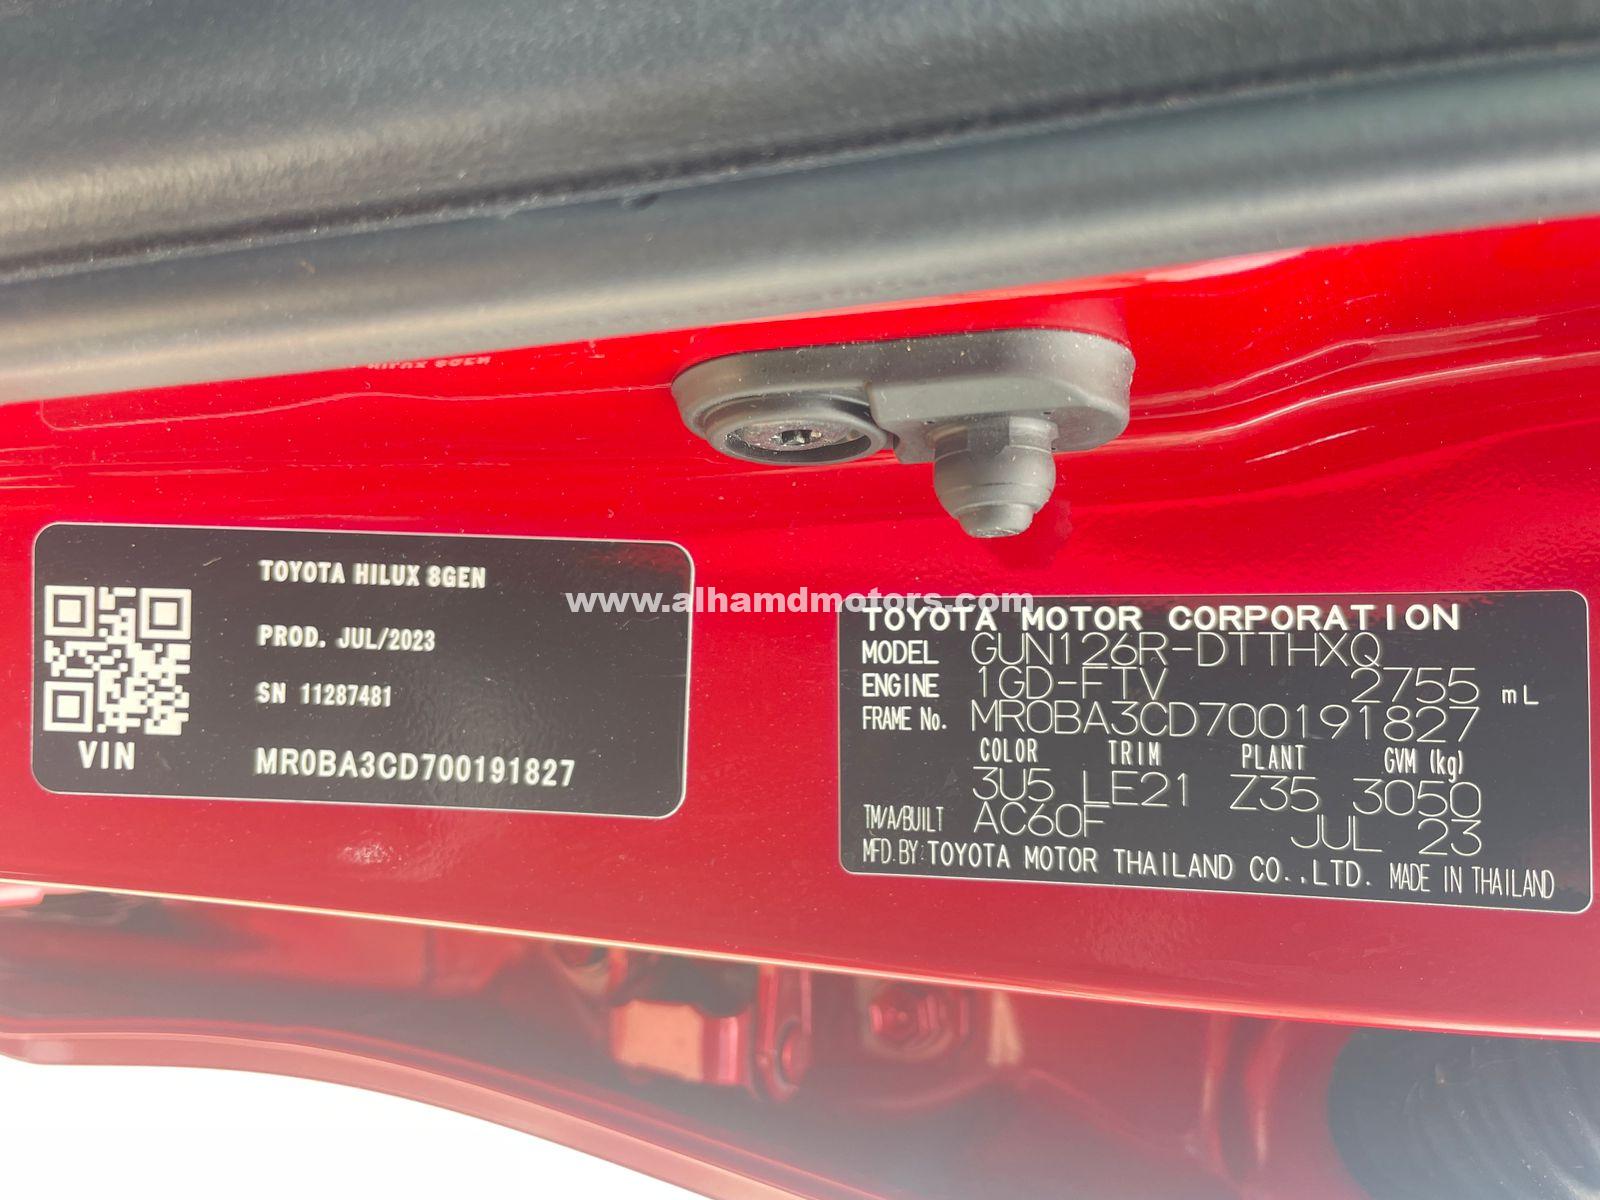 HILUX 8GEN
TOYOTA HILUX 8GEN
PROD. JUL/2023
SN 11287481
VIN
MR0BA3CD700191827
www.alhamdmotors.com
TOYOTA MOTOR CORPORATION
MODEL GUN126R-DTTHXQ
ENGINE 1GD-FTV 2755 mL
FRAME No. MR0BA3CD700191827
COLOR TRIM PLANT GVM (kg)
3U5 LE21 Z35 3050
TM/A/BUILT AC60F JUL 23
MFD.BY:TOYOTA MOTOR THAILAND CO.,LTD. MADE IN THAILAND